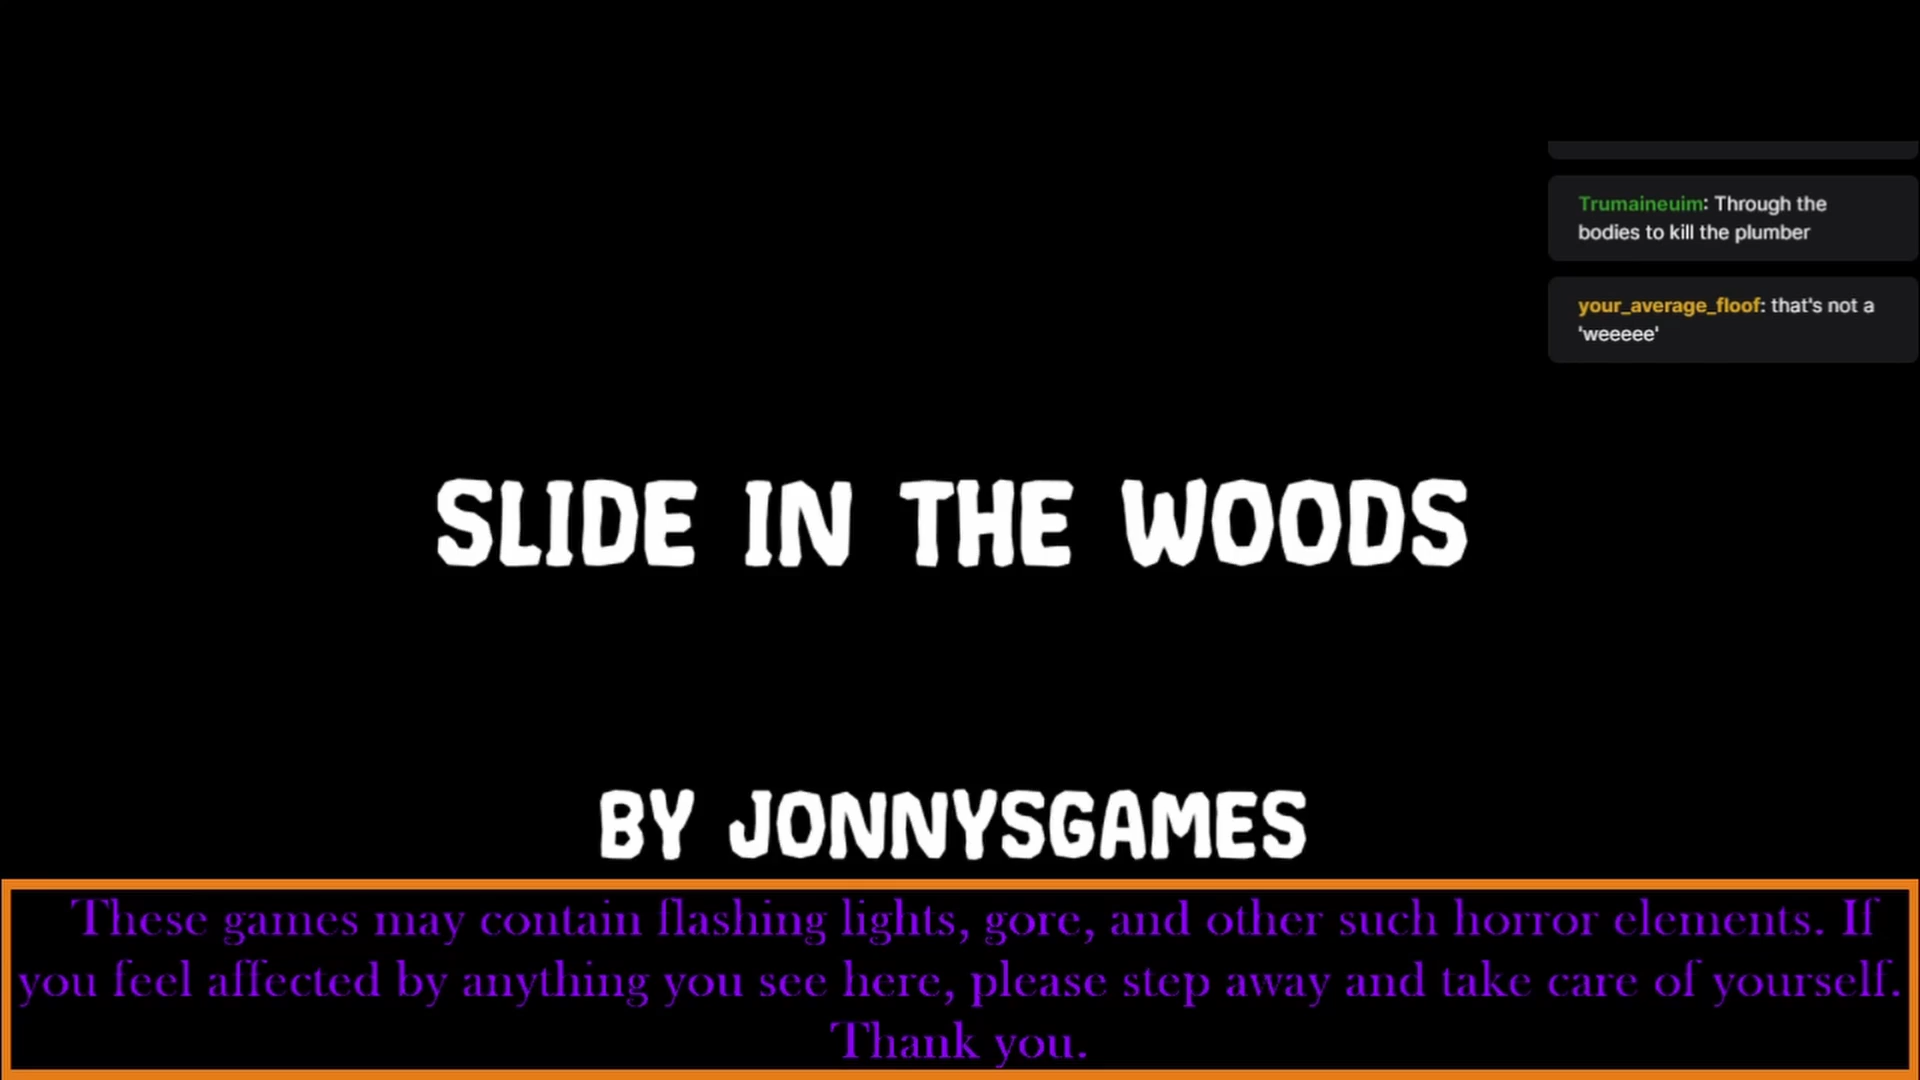 Trumaineuim: Through the
bodies to kill the plumber
your_average_floof: that's not a
'weeeee'
SLIDE IN THE WOODS
BY JONNYSGAMES
These games may contain flashing lights, gore, and other such horror elements. If
you feel affected by anything you see here, please step away and take care of yourself.
Thank you.